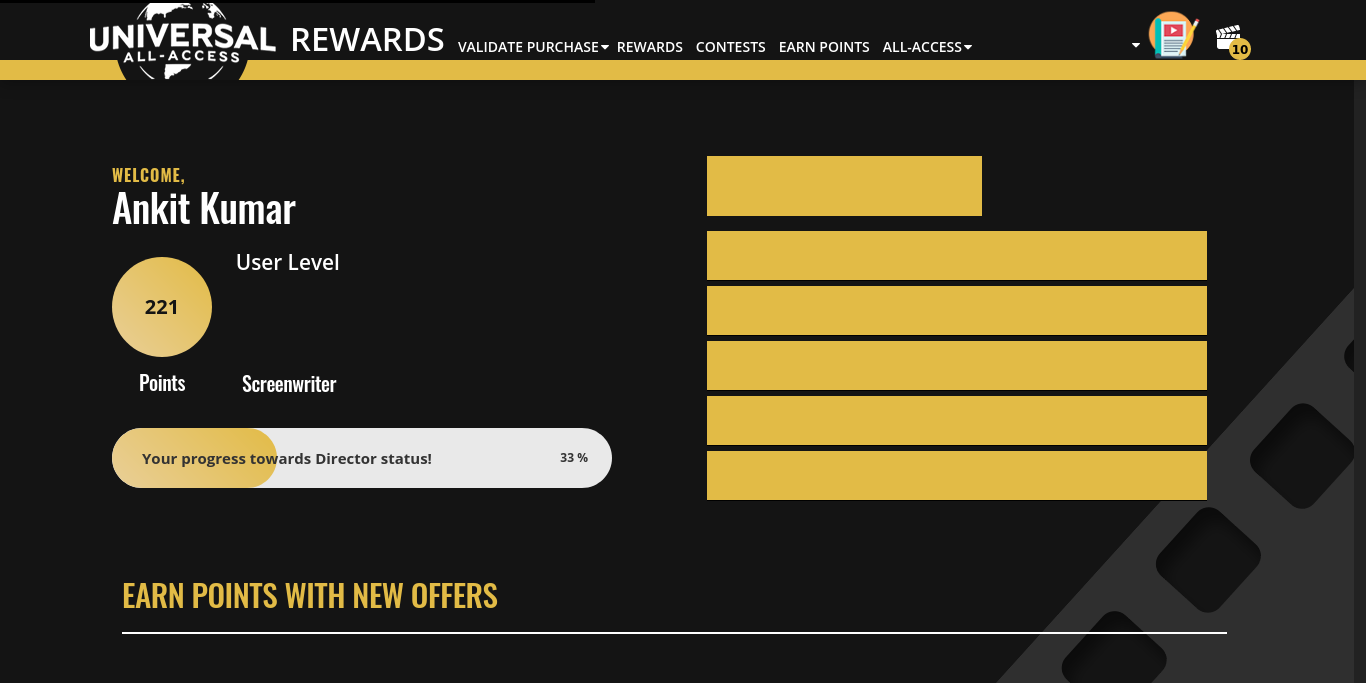 UNIVERSAL
ALL-ACCESS
REWARDS
VALIDATE PURCHASE REWARDS CONTESTS EARN POINTS ALL-ACCESS
10
WELCOME,
Ankit Kumar
User Level
221
Points
Screenwriter
Your progress towards Director status! 33 %
EARN POINTS WITH NEW OFFERS